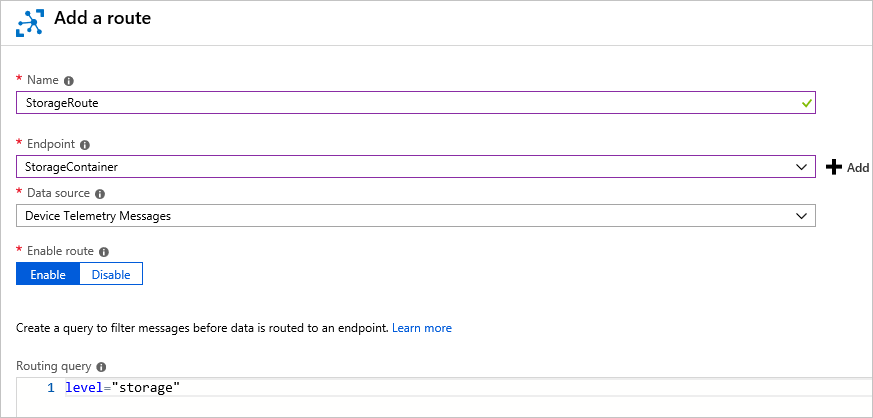 Add a route
* Name
StorageRoute
* Endpoint
StorageContainer
Add
* Data source
Device Telemetry Messages
* Enable route
Enable Disable
Create a query to filter messages before data is routed to an endpoint. Learn more
Routing query
1 level="storage"